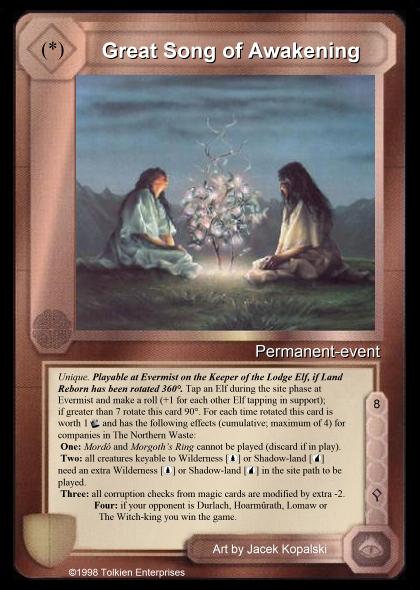 (*)
Great Song of Awakening
Permanent-event
Unique. Playable at Evermist on the Keeper of the Lodge Elf, if Land
Reborn has been rotated 360°. Tap an Elf during the site phase at
Evermist and make a roll (+1 for each other Elf tapping in support);
if greater than 7 rotate this card 90°. For each time rotated this card is
worth 1 and has the following effects (cumulative; maximum of 4) for
companies in The Northern Waste:
One: Mordó and Morgoth's Ring cannot be played (discard if in play).
Two: all creatures keyable to Wilderness [ ] or Shadow-land [ ]
need an extra Wilderness [ ] or Shadow-land [ ] in the site path to be
played.
Three: all corruption checks from magic cards are modified by extra -2.
Four: if your opponent is Durlach, Hoarmûrath, Lomaw or
The Witch-king you win the game.
8
Art by Jacek Kopalski
©1998 Tolkien Enterprises